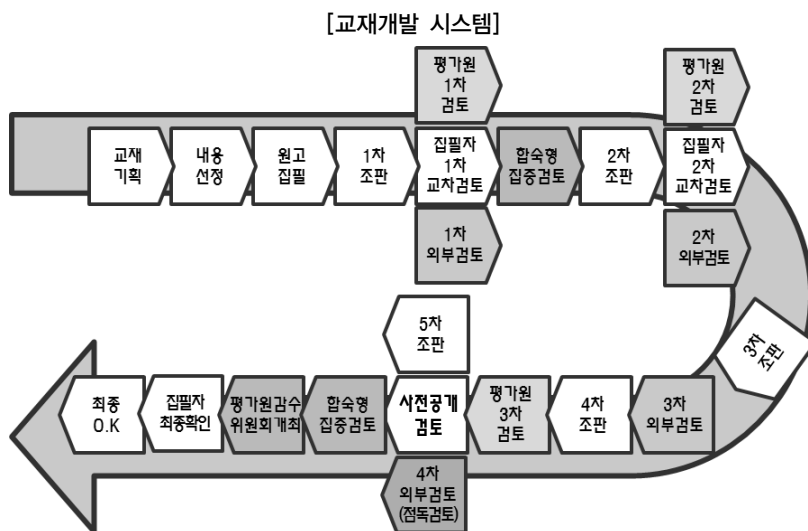 [교재개발 시스템]
평가원
1차
검토
평가원
2차
검토
교재
기획
내용
선정
원고
집필
1차
조판
집필자
1차
교차검토
합숙형
집중검토
2차
조판
집필자
2차
교차검토
1차
외부검토
2차
외부검토
3차
조판
5차
조판
최종
O.K
집필자
최종확인
평가원감수
위원회개최
합숙형
집중검토
사전공개
검토
평가원
3차
검토
4차
조판
3차
외부검토
4차
외부검토
(점독검토)